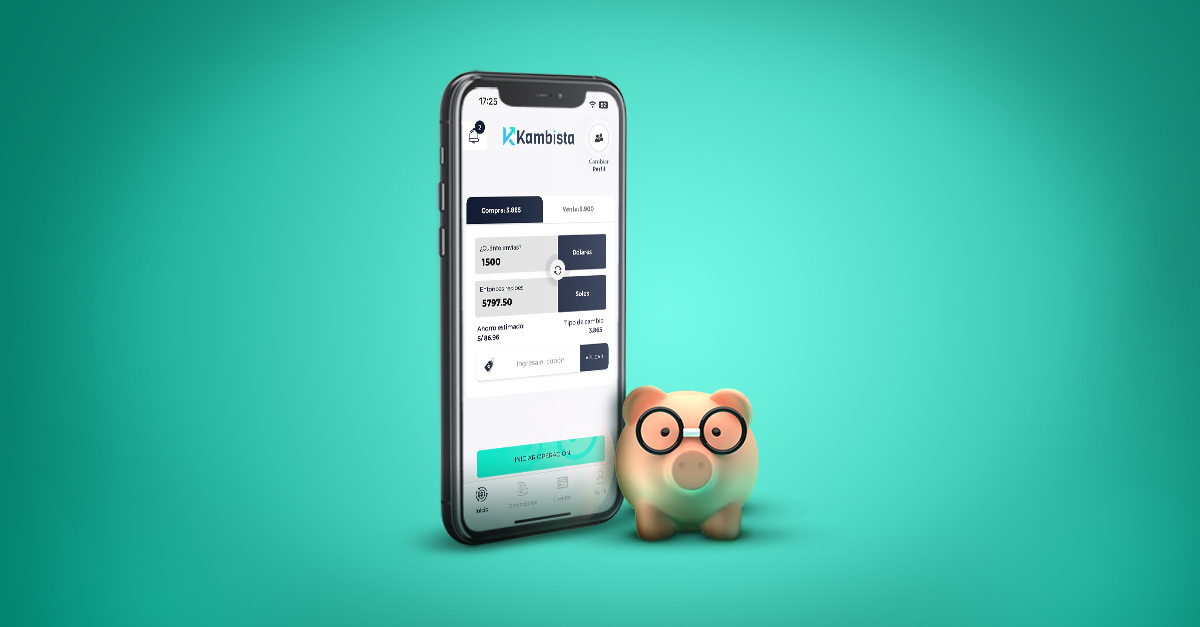 17:25
2
Kambista
Cambiar
Perfil
Compra: 3.865
Venta: 3.900
¿Cuánto envías?
1500
Dólares
Entonces recibes
5797.50
Soles
Ahorro estimado:
S/ 86.96
Tipo de cambio
3.865
Ingresa el cupón
APLICAR
INICIAR OPERACIÓN
Inicio
Operaciones
Cuentas
Perfil